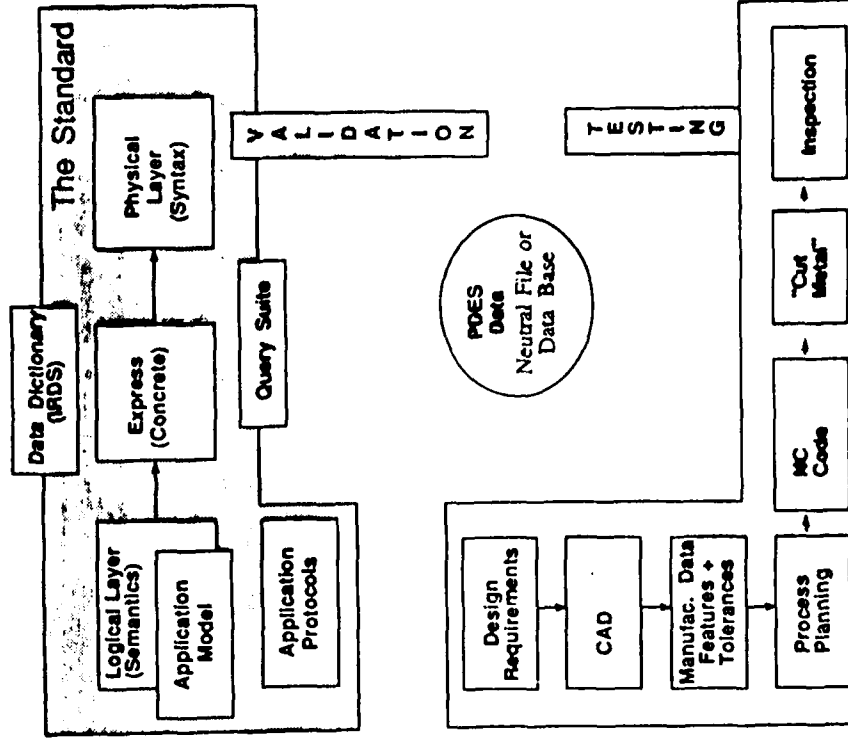 The Standard
Data Dictionary
(IRDS)
Logical Layer
(Semantics)
Application
Model
Express
(Concrete)
Physical
Layer
(Syntax)
Application
Protocols
Query Suite
VALIDATION
PDES
Data
Neutral File or
Data Base
TESTING
Design
Requirements
CAD
Manufac. Data
Features +
Tolerances
Process
Planning
NC
Code
"Cut
Metal"
Inspection